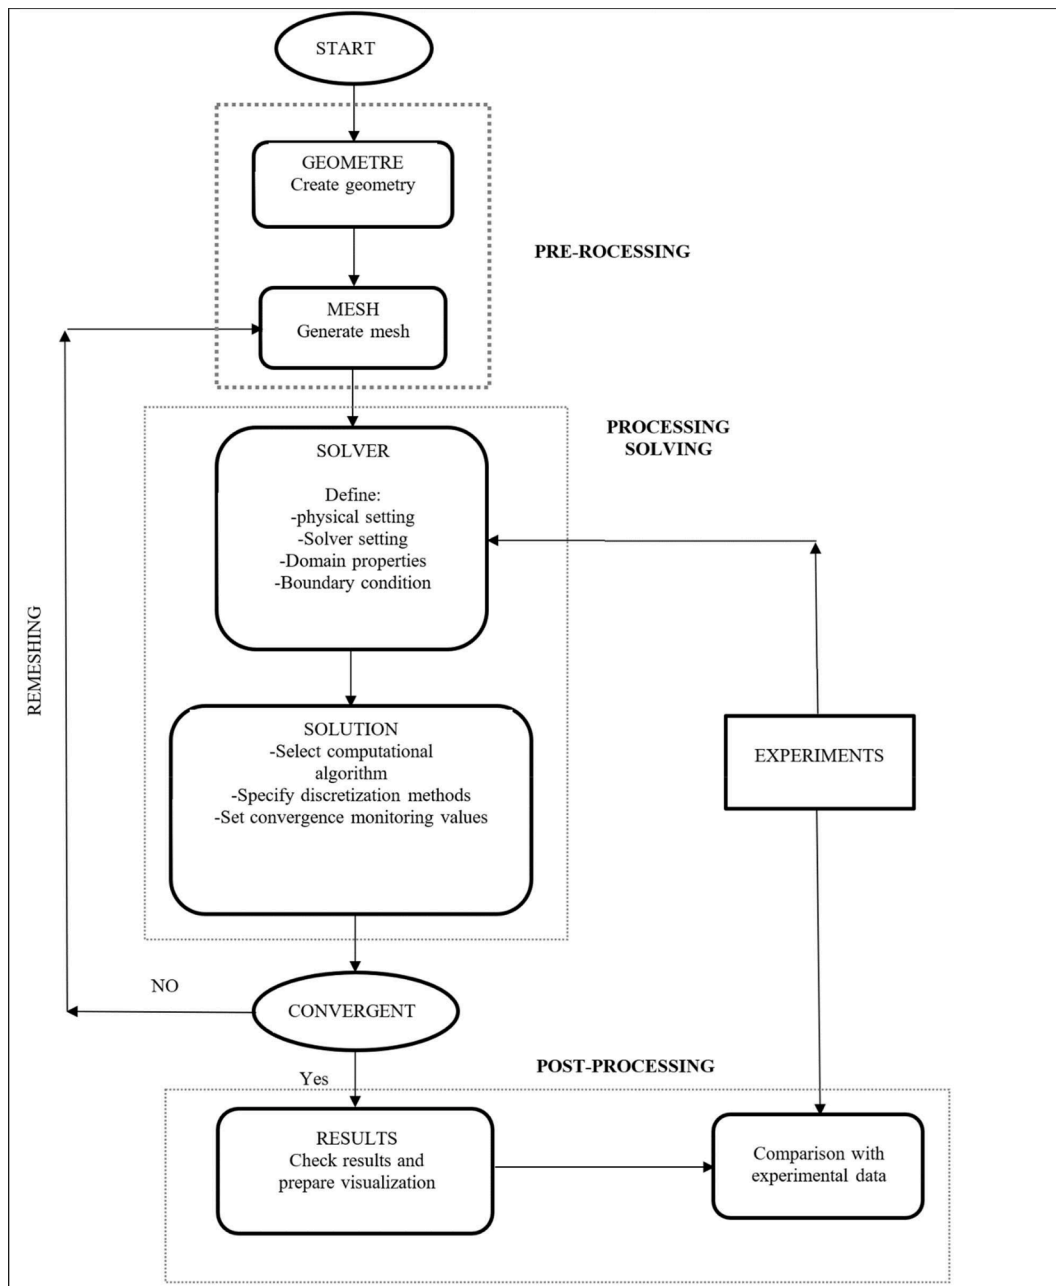 START
GEOMETRE
Create geometry
PRE-ROCESSING
MESH
Generate mesh
PROCESSING
SOLVING
SOLVER
Define:
-physical setting
-Solver setting
-Domain properties
-Boundary condition
REMESHING
SOLUTION
-Select computational
algorithm
-Specify discretization methods
-Set convergence monitoring values
EXPERIMENTS
NO
CONVERGENT
POST-PROCESSING
Yes
RESULTS
Check results and
prepare visualization
Comparison with
experimental data